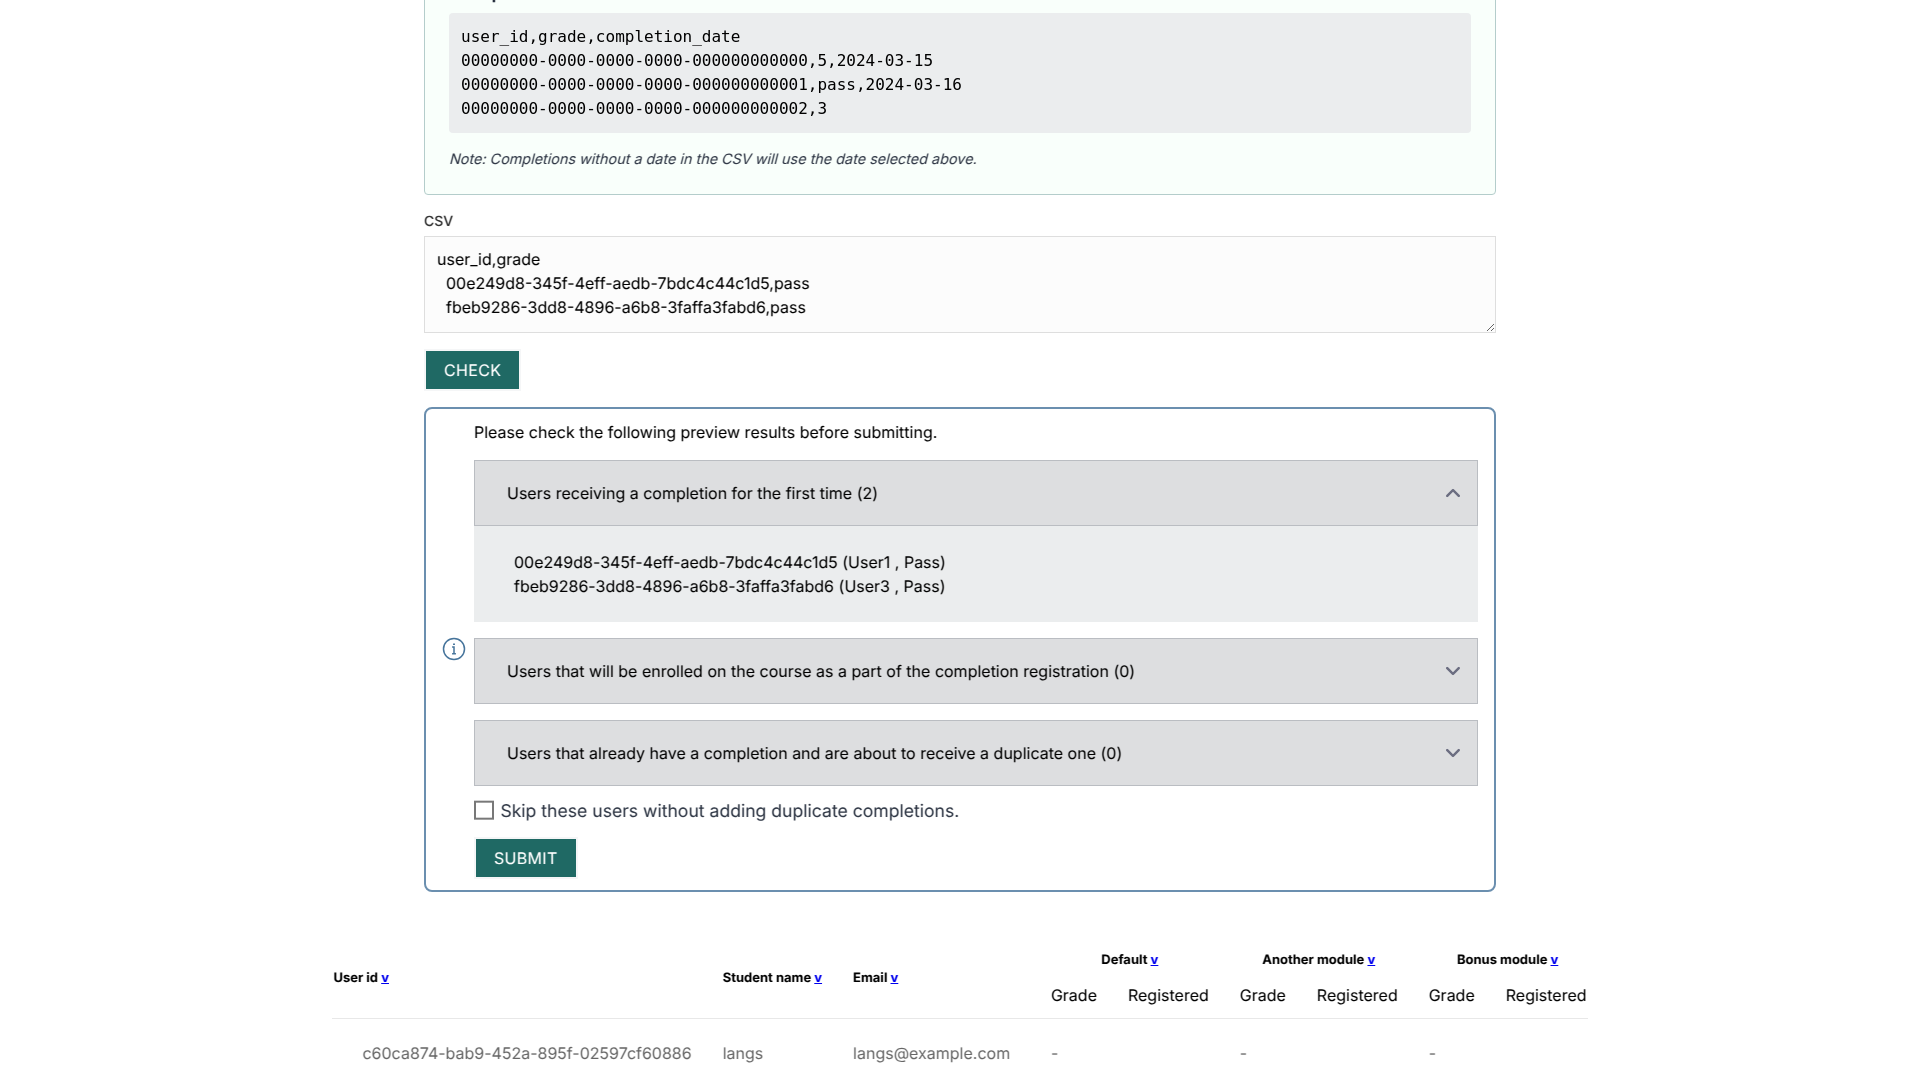 user_id,grade,completion_date
00000000-0000-0000-0000-000000000000,5,2024-03-15
00000000-0000-0000-0000-000000000001,pass,2024-03-16
00000000-0000-0000-0000-000000000002,3
Note: Completions without a date in the CSV will use the date selected above.
CSV
user_id,grade
00e249d8-345f-4eff-aedb-7bdc4c44c1d5,pass
fbeb9286-3dd8-4896-a6b8-3faffa3fabd6,pass
CHECK
Please check the following preview results before submitting.
Users receiving a completion for the first time (2)
00e249d8-345f-4eff-aedb-7bdc4c44c1d5 (User1 , Pass)
fbeb9286-3dd8-4896-a6b8-3faffa3fabd6 (User3 , Pass)
Users that will be enrolled on the course as a part of the completion registration (0)
Users that already have a completion and are about to receive a duplicate one (0)
Skip these users without adding duplicate completions.
SUBMIT
User id v Student name v Email v Default v Another module v Bonus module v
Grade Registered Grade Registered Grade Registered
c60ca874-bab9-452a-895f-02597cf60886 langs langs@example.com - - -